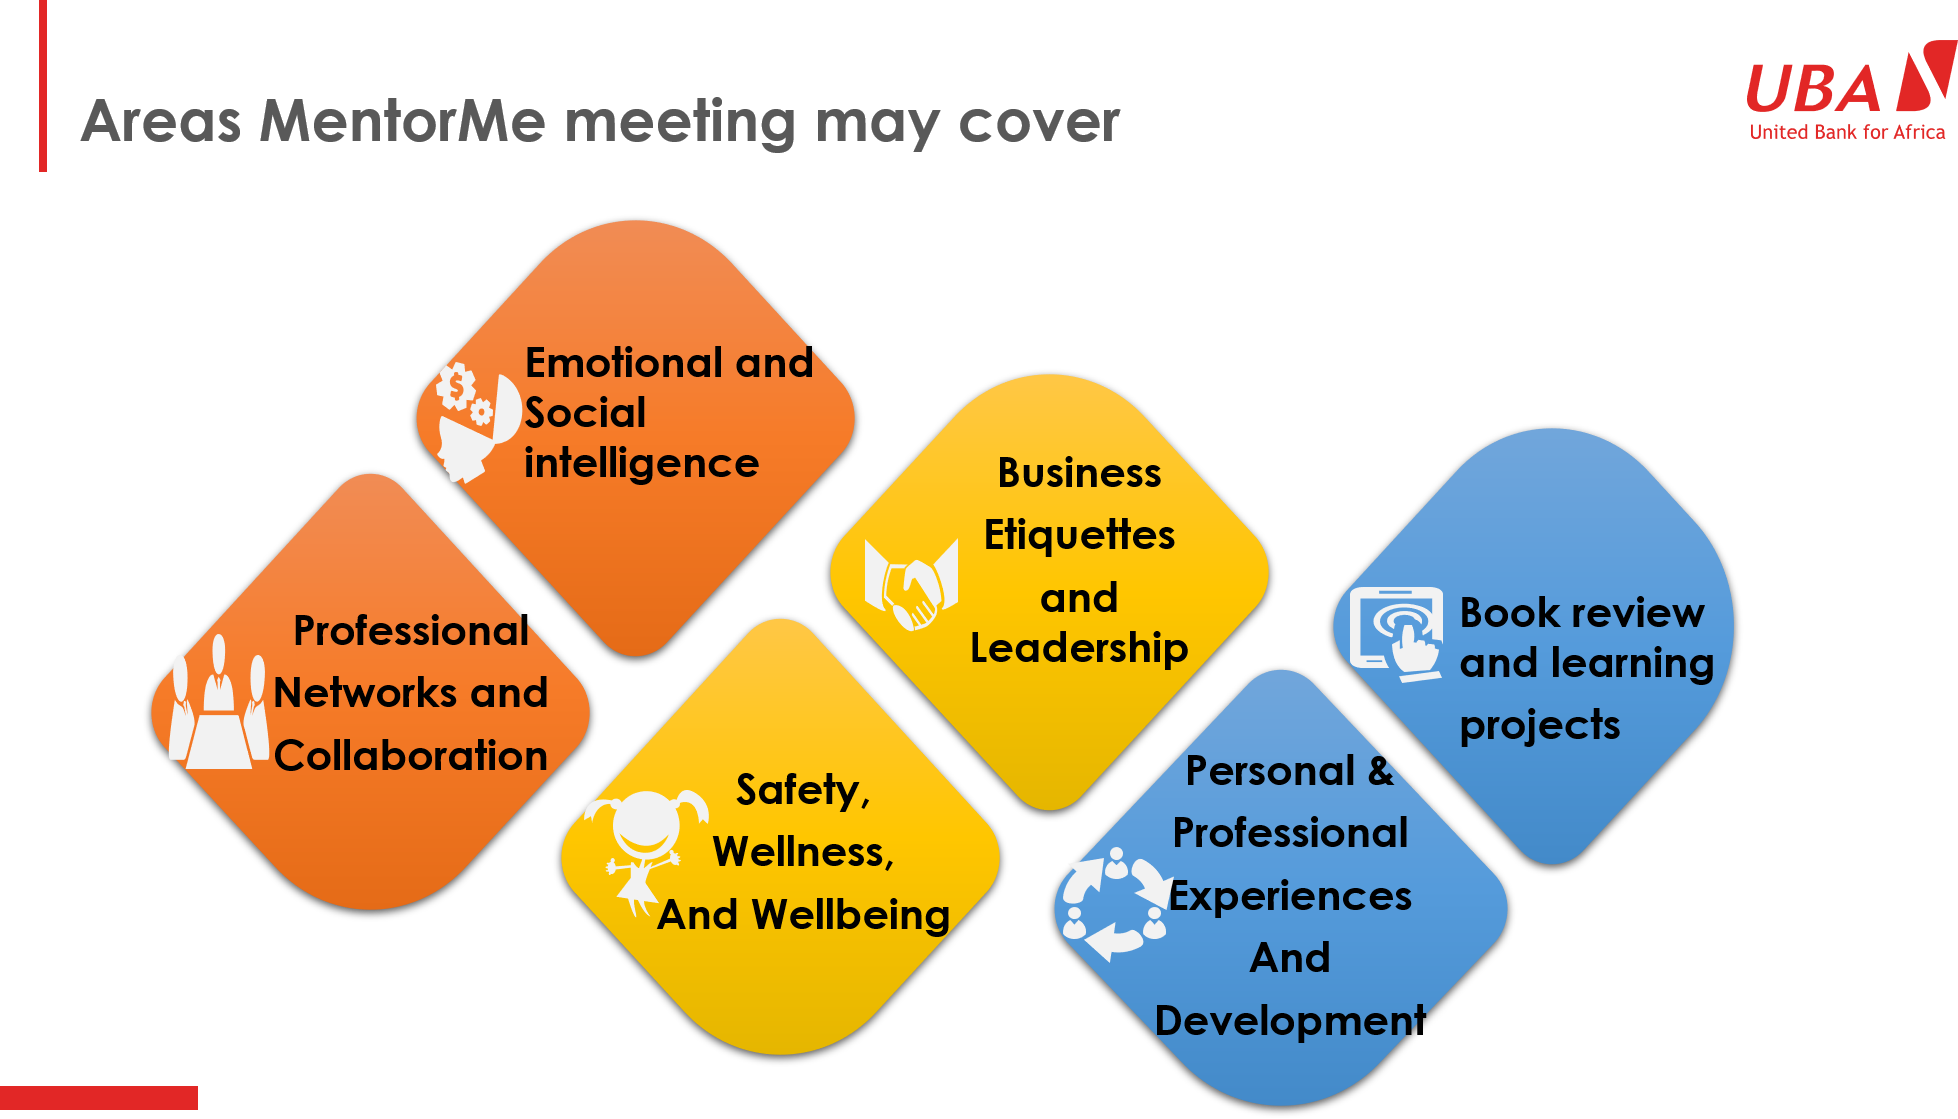 Areas MentorMe meeting may cover
UBA
United Bank for Africa
Emotional and
Social
intelligence
Professional
Networks and
Collaboration
Business
Etiquettes
and
Leadership
Safety,
Wellness,
And Wellbeing
Book review
and learning
projects
Personal &
Professional
Experiences
And
Development
$